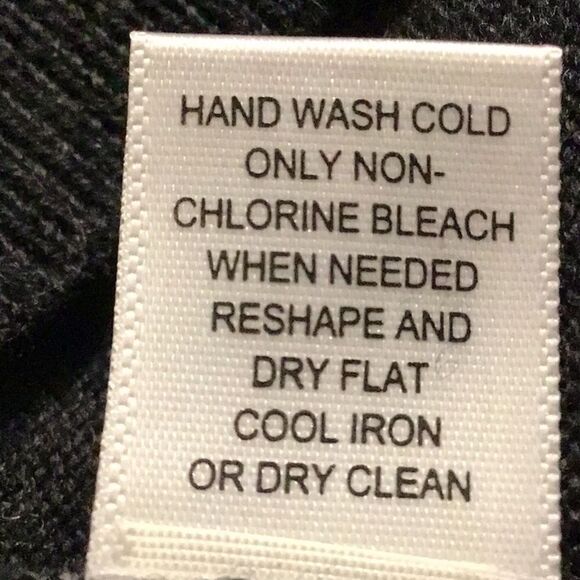 HAND WASH COLD
ONLY NON-
CHLORINE BLEACH
WHEN NEEDED
RESHAPE AND
DRY FLAT
COOL IRON
OR DRY CLEAN